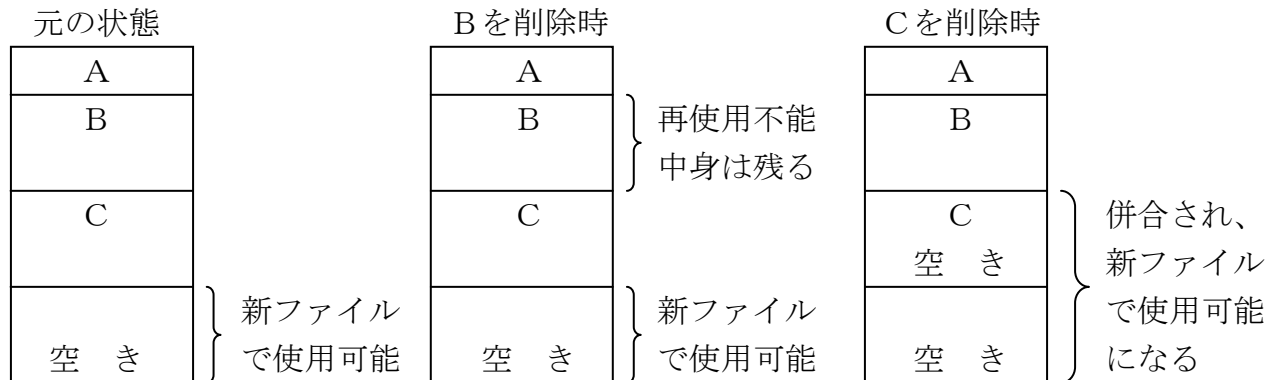 元の状態
A
B
C
空 き
新ファイル
で使用可能
Bを削除時
A
B
再使用不能
中身は残る
C
空 き
新ファイル
で使用可能
Cを削除時
A
B
C
空 き
空 き
併合され、
新ファイル
で使用可能
になる